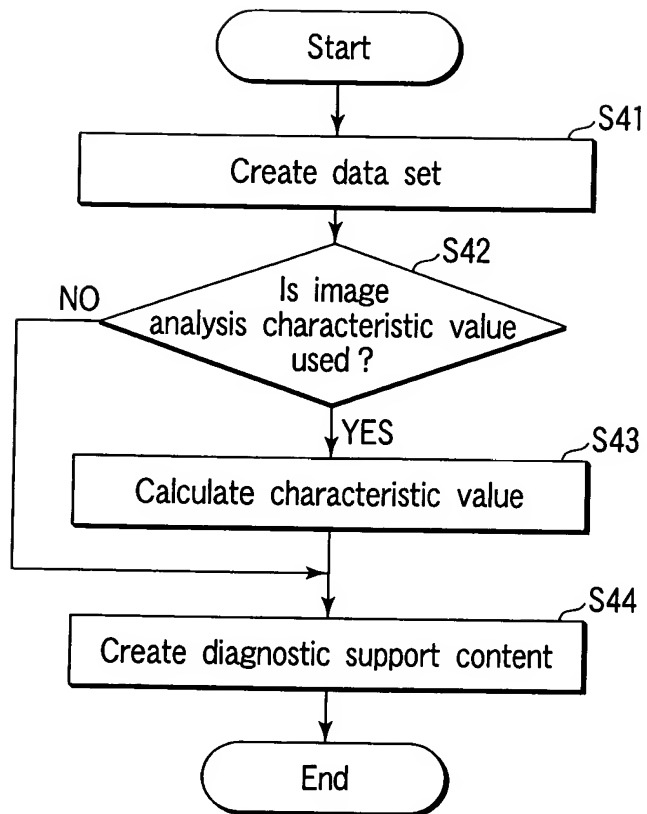 Start
S41
Create data set
S42
NO
Is image
analysis characteristic value
used ?
YES
S43
Calculate characteristic value
S44
Create diagnostic support content
End